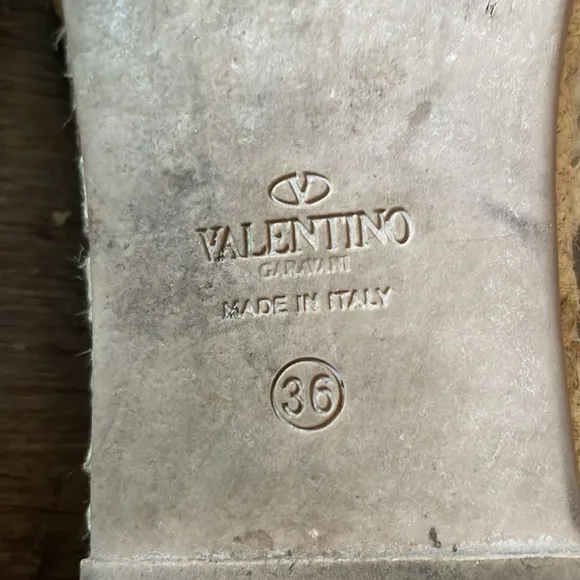 V
VALENTINO
GARAVANI
MADE IN ITALY
36